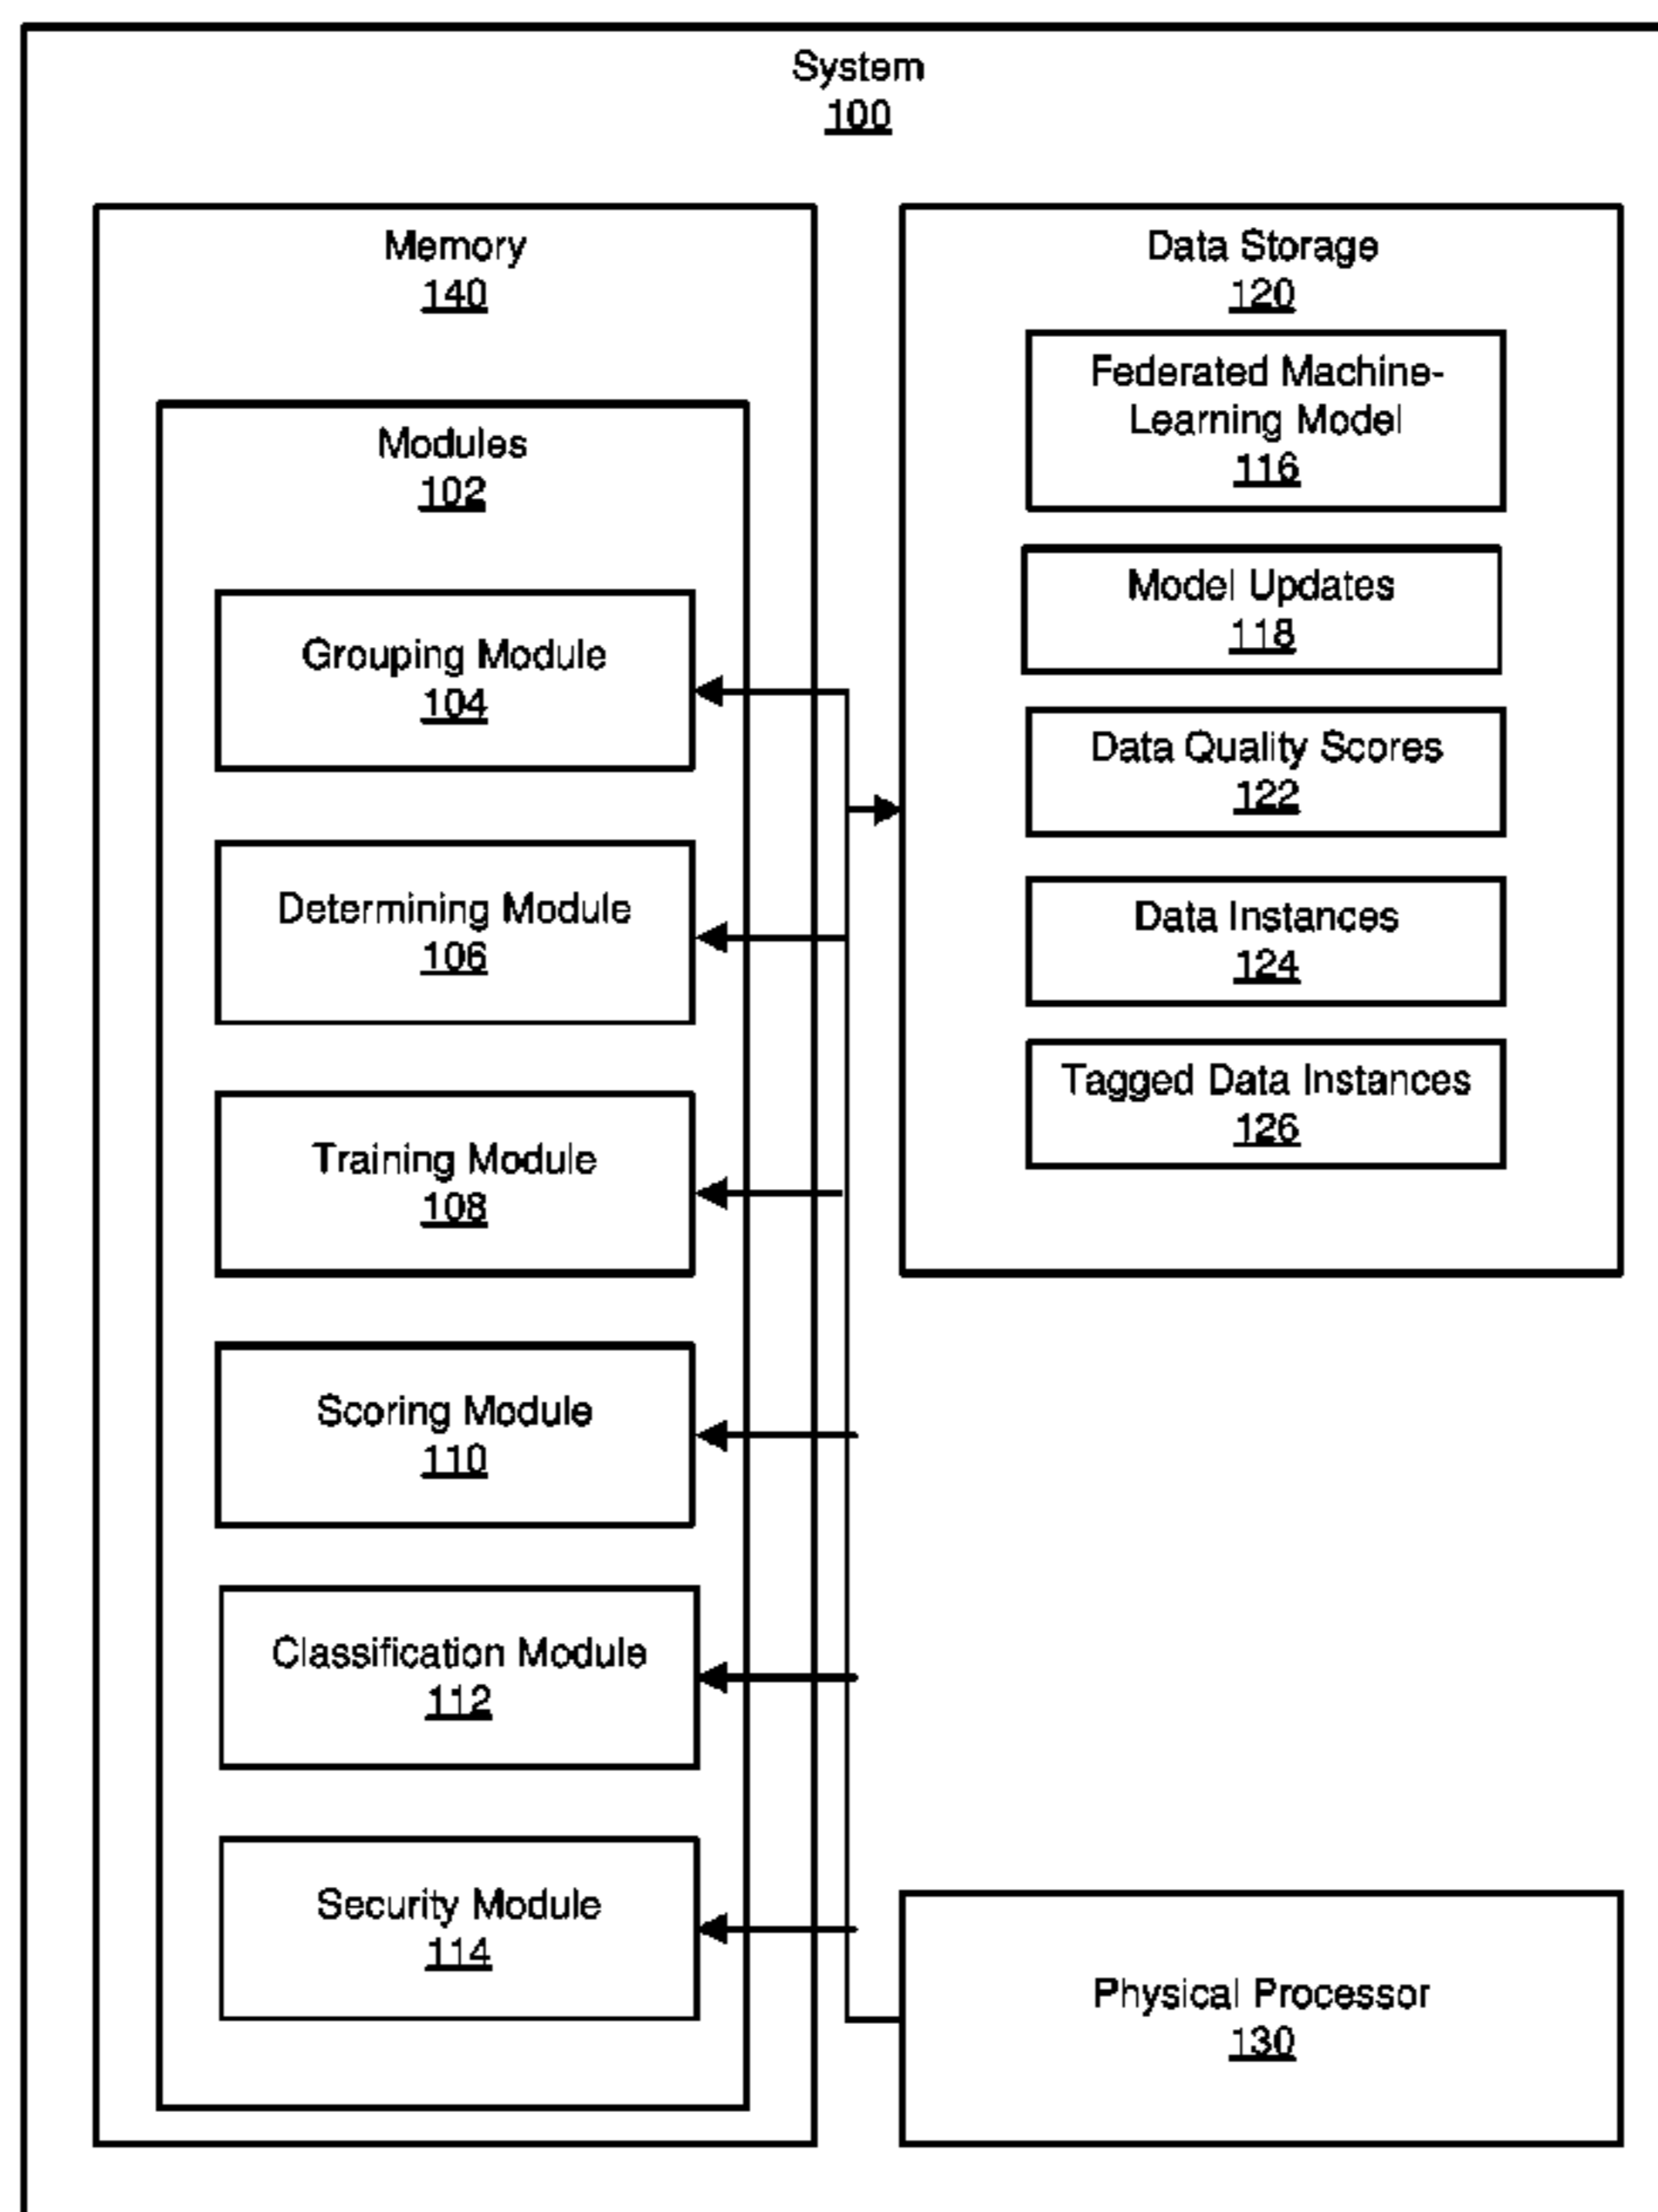 System
100
Memory
140
Modules
102
Grouping Module
104
Determining Module
106
Training Module
108
Scoring Module
110
Classification Module
112
Security Module
114
Data Storage
120
Federated Machine-
Learning Model
116
Model Updates
118
Data Quality Scores
122
Data Instances
124
Tagged Data Instances
126
Physical Processor
130